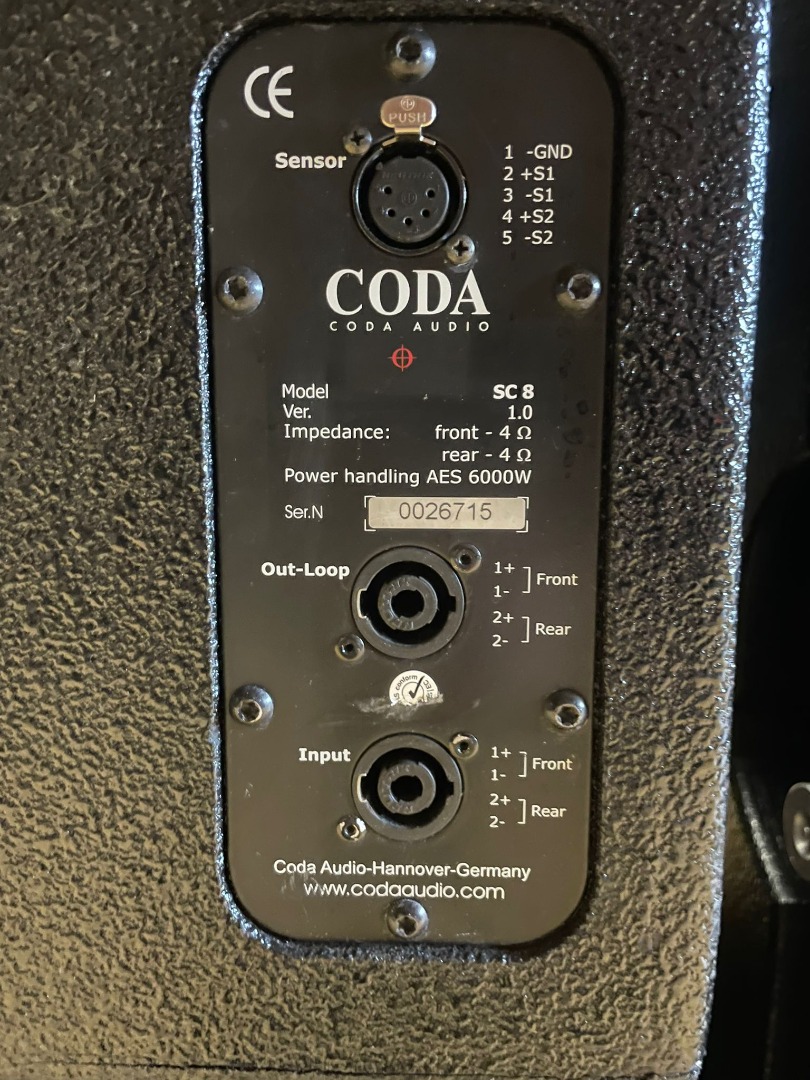 CE
PUSH
Sensor
1 -GND
2 +S1
3 -S1
4 +S2
5 -S2
CODA
CODA AUDIO
Model SC 8
Ver. 1.0
Impedance: front - 4 Ω
rear - 4 Ω
Power handling AES 6000W
Ser.N 0026715
Out-Loop
1+
1-
Front
2+
2-
Rear
conform
Input
1+
1-
Front
2+
2-
Rear
Coda Audio-Hannover-Germany
www.codaaudio.com